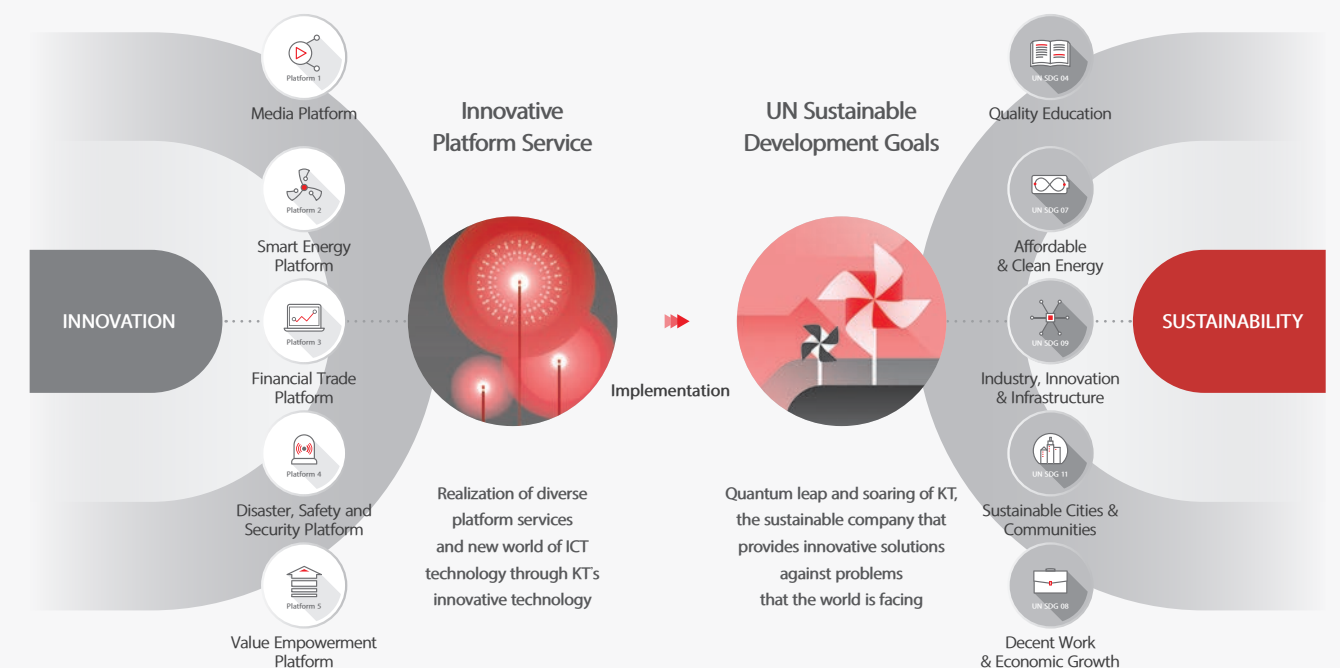 Platform 1
Media Platform
Platform 2
Smart Energy
Platform
Platform 3
Financial Trade
Platform
Platform 4
Disaster, Safety and
Security Platform
Platform 5
Value Empowerment
Platform
INNOVATION
Innovative
Platform Service
Realization of diverse
platform services
and new world of ICT
technology through KT's
innovative technology
Implementation
UN Sustainable
Development Goals
Quantum leap and soaring of KT,
the sustainable company that
provides innovative solutions
against problems
that the world is facing
UN SDG 04
Quality Education
UN SDG 07
Affordable
& Clean Energy
UN SDG 09
Industry, Innovation
& Infrastructure
UN SDG 11
Sustainable Cities &
Communities
UN SDG 08
Decent Work
& Economic Growth
SUSTAINABILITY